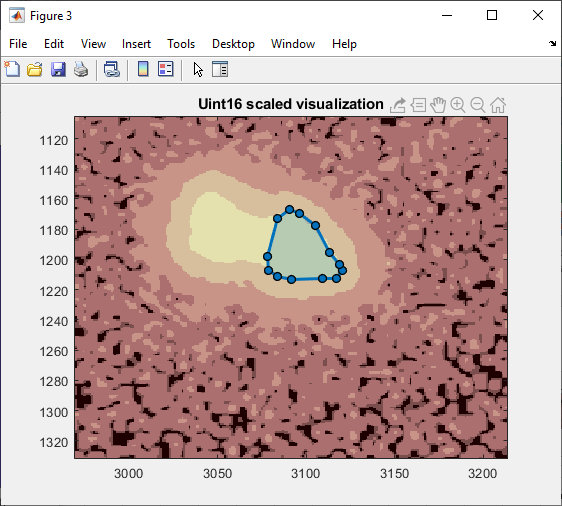 Figure 3
File Edit View Insert Tools Desktop Window Help
Uint16 scaled visualization
1120
1140
1160
1180
1200
1220
1240
1260
1280
1300
1320
3000 3050 3100 3150 3200